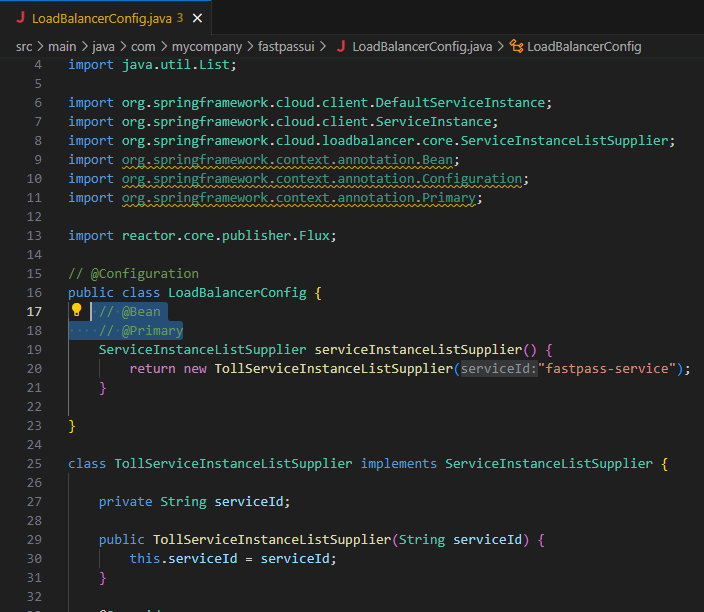 J LoadBalancerConfig.java 3 ×
src > main > java > com > mycompany > fastpassui > J LoadBalancerConfig.java > LoadBalancerConfig
4 import java.util.List;
5
6 import org.springframework.cloud.client.DefaultServiceInstance;
7 import org.springframework.cloud.client.ServiceInstance;
8 import org.springframework.cloud.loadbalancer.core.ServiceInstanceListSupplier;
9 import org.springframework.context.annotation.Bean;
10 import org.springframework.context.annotation.Configuration;
11 import org.springframework.context.annotation.Primary;
12
13 import reactor.core.publisher.Flux;
14
15 // @Configuration
16 public class LoadBalancerConfig {
17 // @Bean
18 // @Primary
19 ServiceInstanceListSupplier serviceInstanceListSupplier() {
20 return new TollServiceInstanceListSupplier(serviceId:"fastpass-service");
21 }
22
23 }
24
25 class TollServiceInstanceListSupplier implements ServiceInstanceListSupplier {
26
27 private String serviceId;
28
29 public TollServiceInstanceListSupplier(String serviceId) {
30 this.serviceId = serviceId;
31 }
32